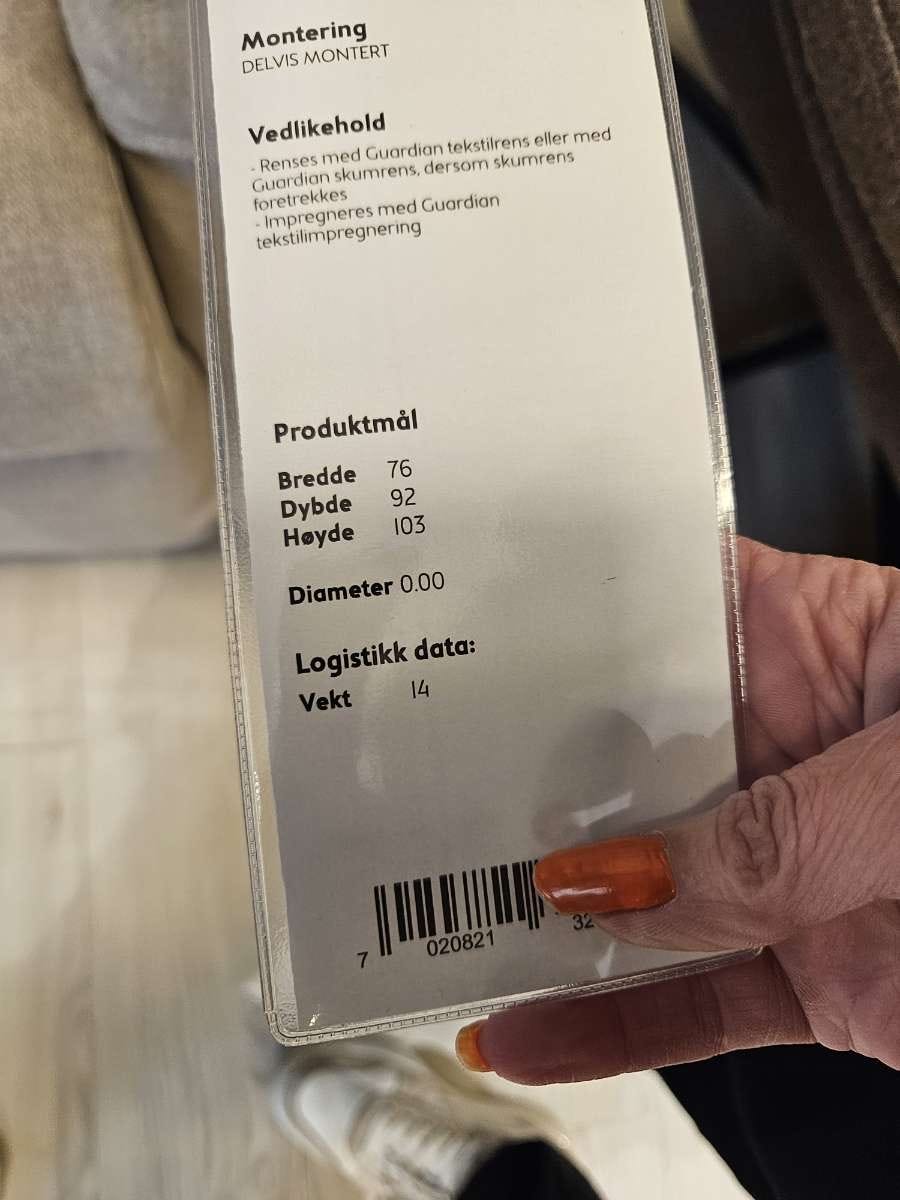 Montering
DELVIS MONTERT
Vedlikehold
- Renses med Guardian tekstilrens eller med
Guardian skumrens, dersom skumrens
foretrekkes
- Impregneres med Guardian
tekstilimpregnering
Produktmål
Bredde 76
Dybde 92
Høyde 103
Diameter 0.00
Logistikk data:
Vekt 14
7 020821 32